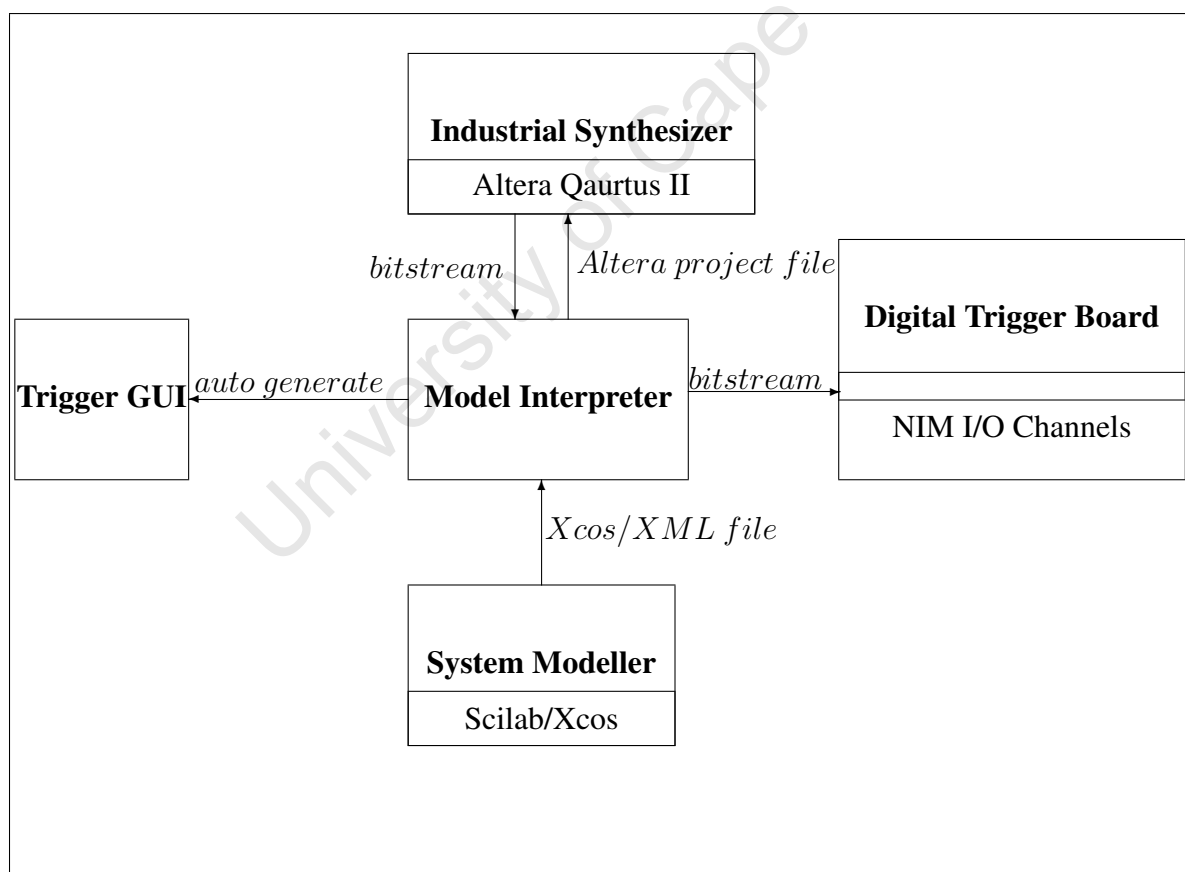 Industrial Synthesizer
Altera Qaurtus II
bitstream
Altera project file
Digital Trigger Board
NIM I/O Channels
Trigger GUI
auto generate
Model Interpreter
bitstream
Xcos/XML file
System Modeller
Scilab/Xcos
University of Cape